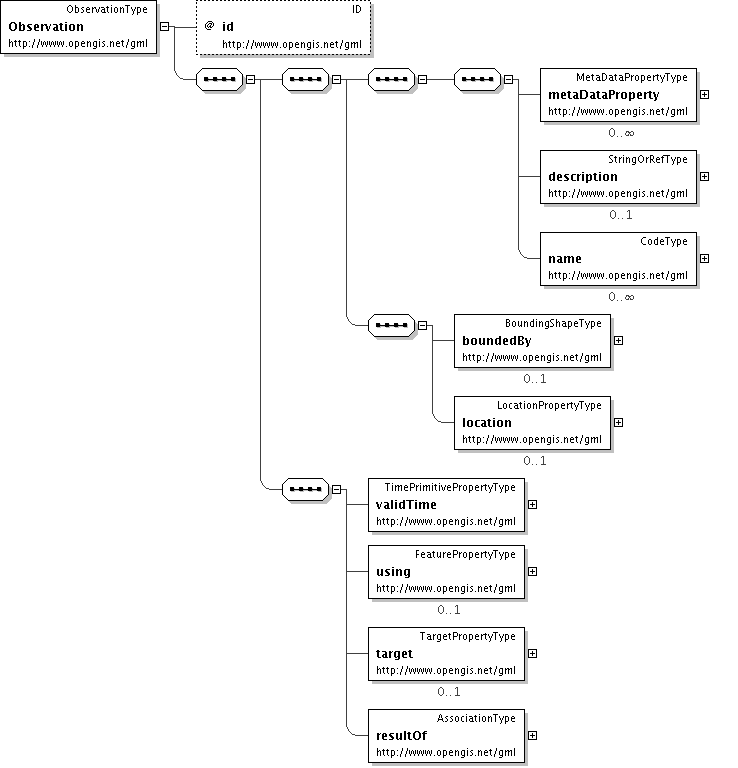 ObservationType
Observation
http://www.opengis.net/gml
ID
@ id
http://www.opengis.net/gml
MetaDataPropertyType
metaDataProperty
http://www.opengis.net/gml
0..∞
StringOrRefType
description
http://www.opengis.net/gml
0..1
CodeType
name
http://www.opengis.net/gml
0..∞
BoundingShapeType
boundedBy
http://www.opengis.net/gml
0..1
LocationPropertyType
location
http://www.opengis.net/gml
0..1
TimePrimitivePropertyType
validTime
http://www.opengis.net/gml
FeaturePropertyType
using
http://www.opengis.net/gml
0..1
TargetPropertyType
target
http://www.opengis.net/gml
0..1
AssociationType
resultOf
http://www.opengis.net/gml